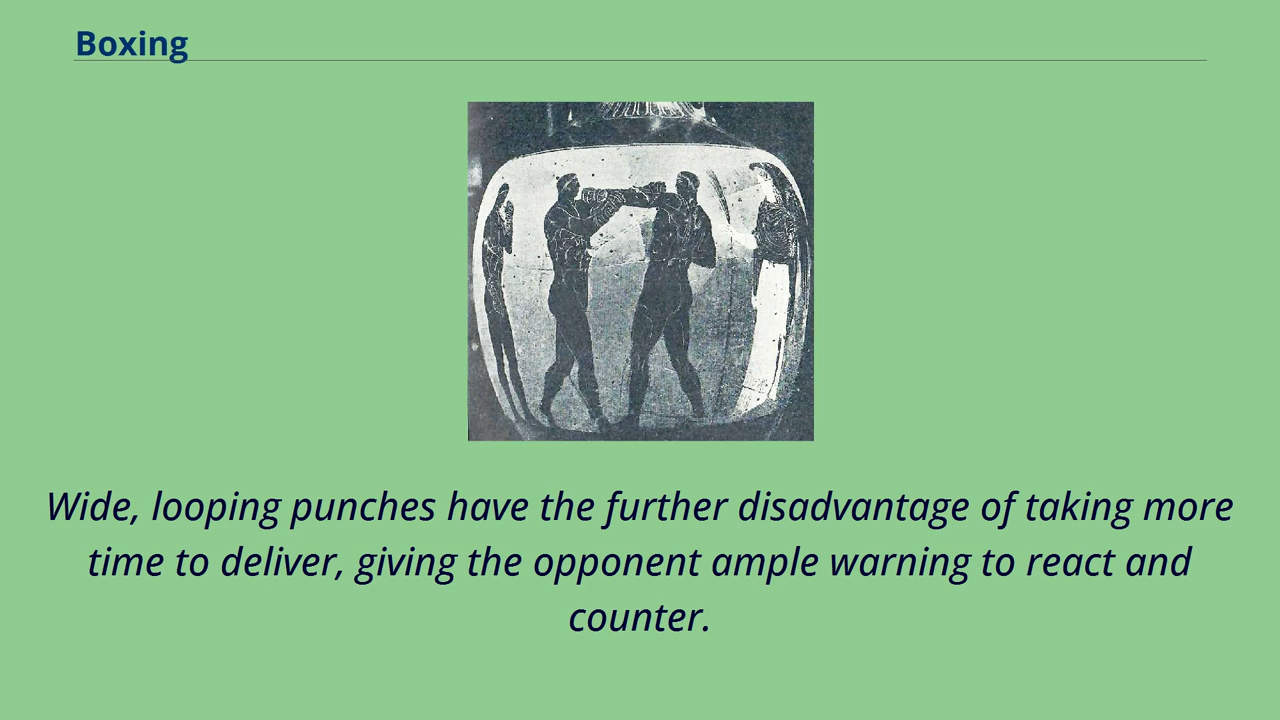 Boxing
Wide, looping punches have the further disadvantage of taking more
time to deliver, giving the opponent ample warning to react and
counter.